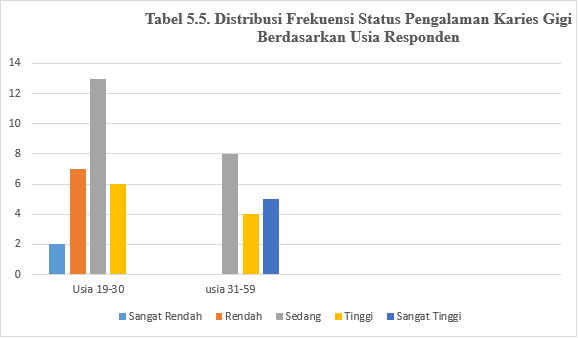 Tabel 5.5. Distribusi Frekuensi Status Pengalaman Karies Gigi
Berdasarkan Usia Responden
14
12
10
8
6
4
2
0
Usia 19-30 usia 31-59
Sangat Rendah Rendah Sedang Tinggi Sangat Tinggi